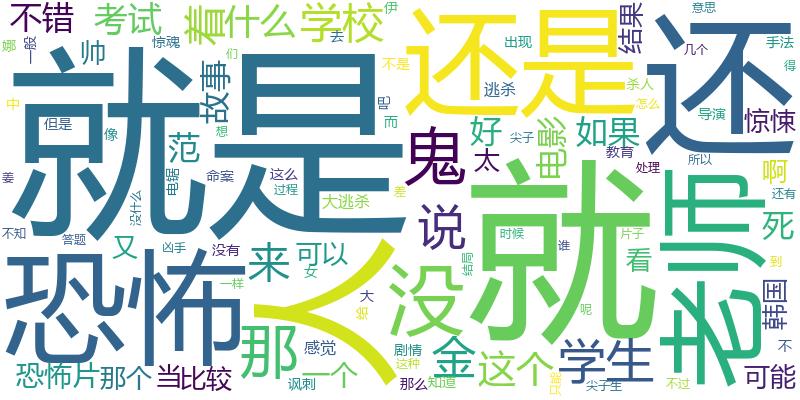 不错
考试
着
什么
学校
还是
还
结果
意思
伊
去
娜
一般
帅
惊魂
们
不是
出现
几个
手法
得
就是
故事
中
但是
像
吧
而
逃杀
杀人
怎么
范
想
鬼
好
尖子
电影
如果
导演
惊悚
姜
电锯
命案
这么
过程
大逃杀
差
太
教育
处理
所以
啊
还有
没什么
不知
答题
又
凶手
没有
来
可以
女
人
说
就
时候
谁
片子
看
老师
死
到
恐怖
一样
大
没
结局
呢
韩国
不
那
感觉
剧情
这种
金
这个
学生
恐怖片
那个
当
比较
讽刺
一个
那么
知道
尖子生
只能
不过
可能